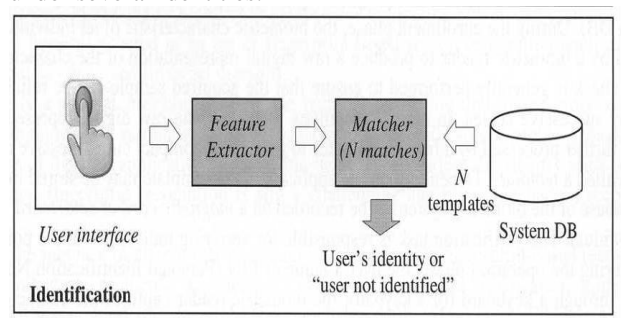 Feature
Extractor
Matcher
(N matches)
N
templates
System DB
User interface
User's identity or
"user not identified"
Identification